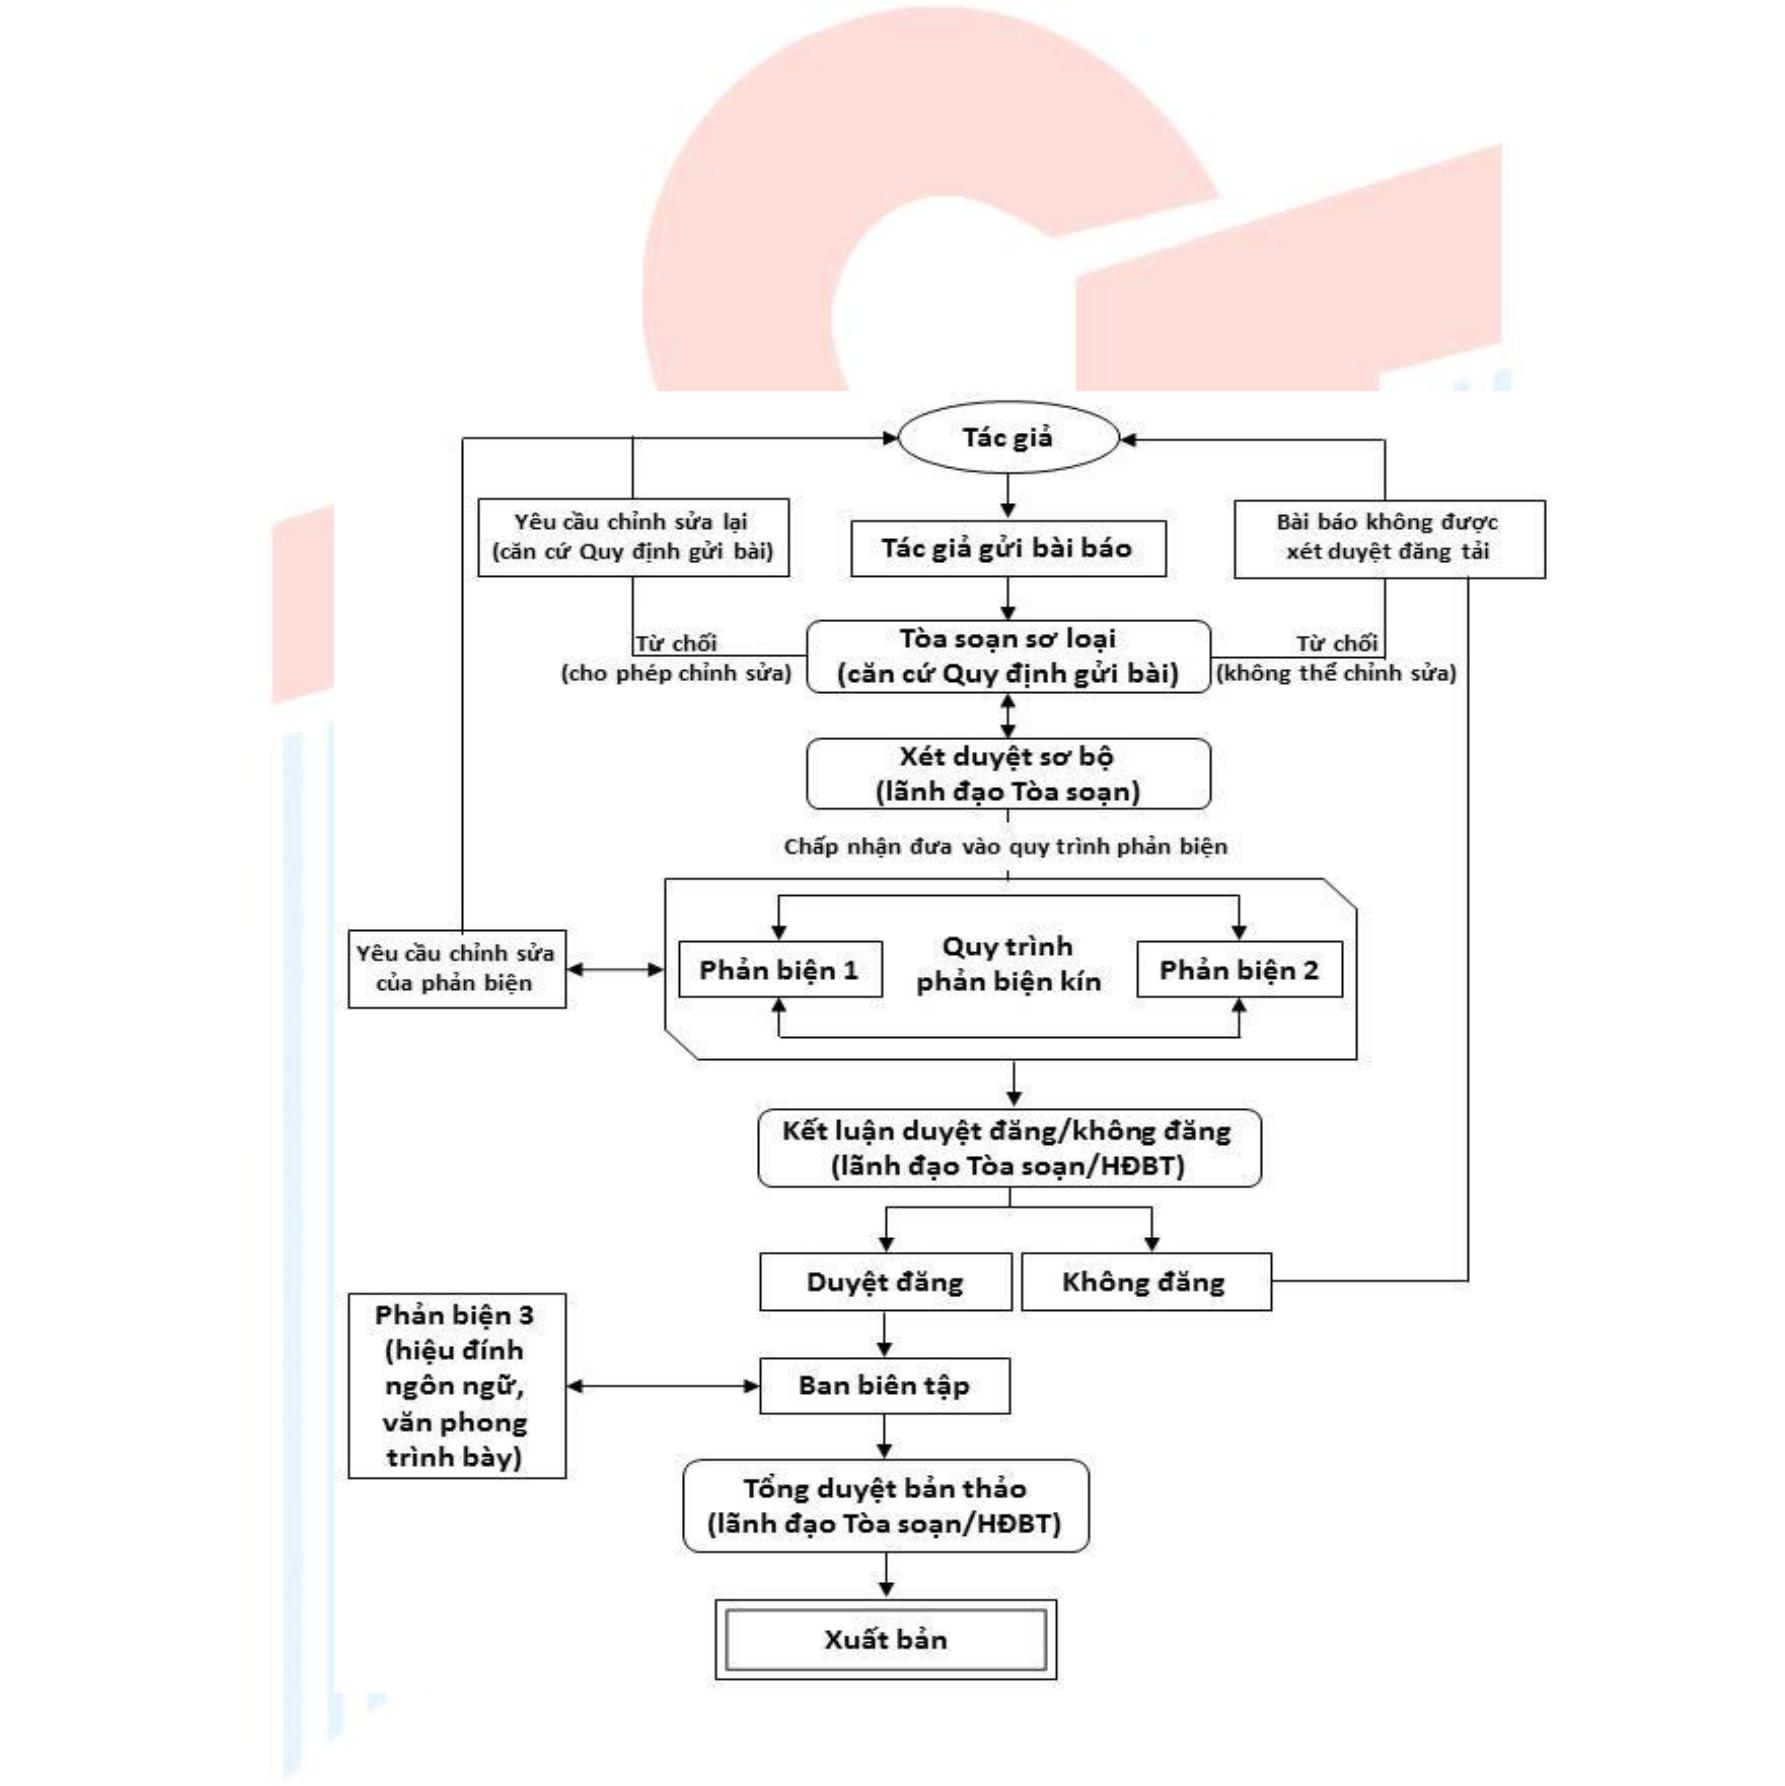 Tác giả
Yêu cầu chỉnh sửa lại
(căn cứ Quy định gửi bài)
Tác giả gửi bài báo
Bài báo không được
xét duyệt đăng tải
Từ chối
(cho phép chỉnh sửa)
Tòa soạn sơ loại
(căn cứ Quy định gửi bài)
Từ chối
(không thể chỉnh sửa)
Xét duyệt sơ bộ
(lãnh đạo Tòa soạn)
Chấp nhận đưa vào quy trình phản biện
Yêu cầu chỉnh sửa
của phản biện
Phản biện 1
Quy trình
phản biện kín
Phản biện 2
Kết luận duyệt đăng/không đăng
(lãnh đạo Tòa soạn/HĐBT)
Duyệt đăng
Không đăng
Phản biện 3
(hiệu đính
ngôn ngữ,
văn phong
trình bày)
Ban biên tập
Tổng duyệt bản thảo
(lãnh đạo Tòa soạn/HĐBT)
Xuất bản